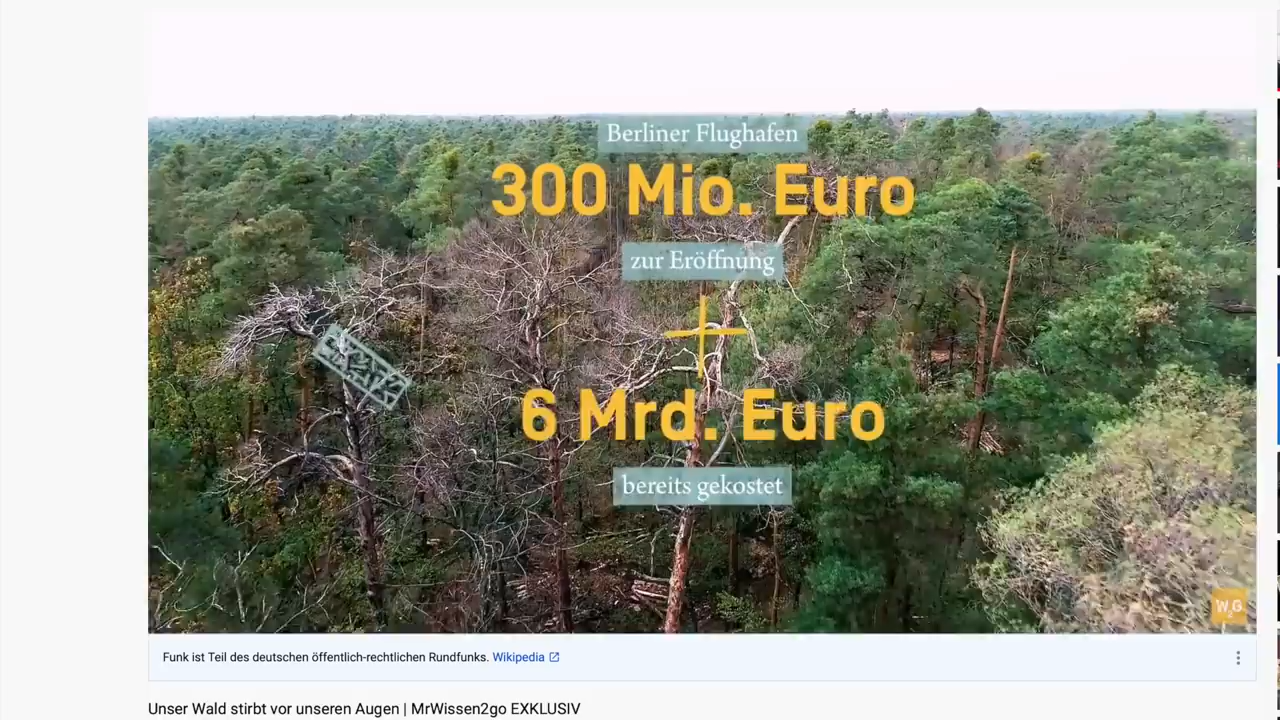 Berliner Flughafen
300 Mio. Euro
zur Eröffnung
+
6 Mrd. Euro
bereits gekostet
W2G
Funk ist Teil des deutschen öffentlich-rechtlichen Rundfunks. Wikipedia
Unser Wald stirbt vor unseren Augen | MrWissen2go EXKLUSIV